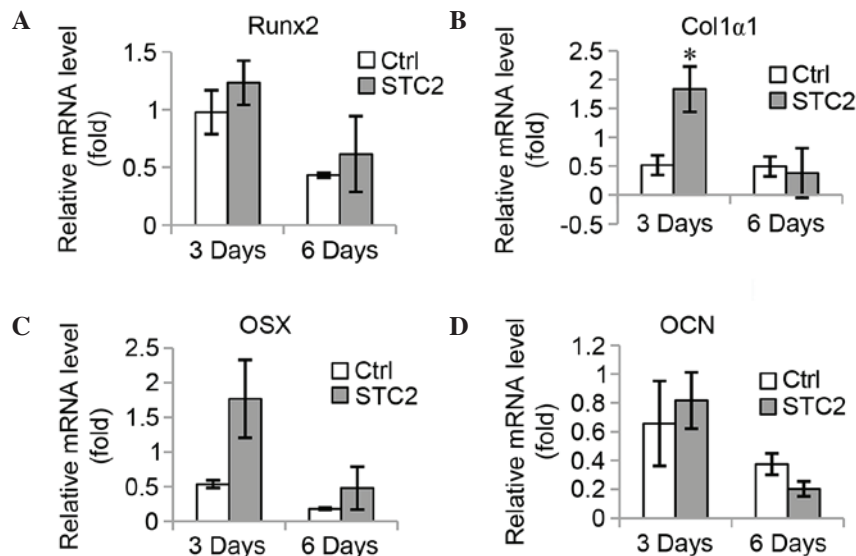 A
Runx2
Relative mRNA level
(fold)
1.5
1
0.5
0
Ctrl
STC2
3 Days
6 Days
B
Col1α1
Relative mRNA level
(fold)
2.5
2
1.5
1
0.5
0
-0.5
*
Ctrl
STC2
3 Days
6 Days
C
OSX
Relative mRNA level
(fold)
2.5
2
1.5
1
0.5
0
Ctrl
STC2
3 Days
6 Days
D
OCN
Relative mRNA level
(fold)
1.2
1
0.8
0.6
0.4
0.2
0
Ctrl
STC2
3 Days
6 Days